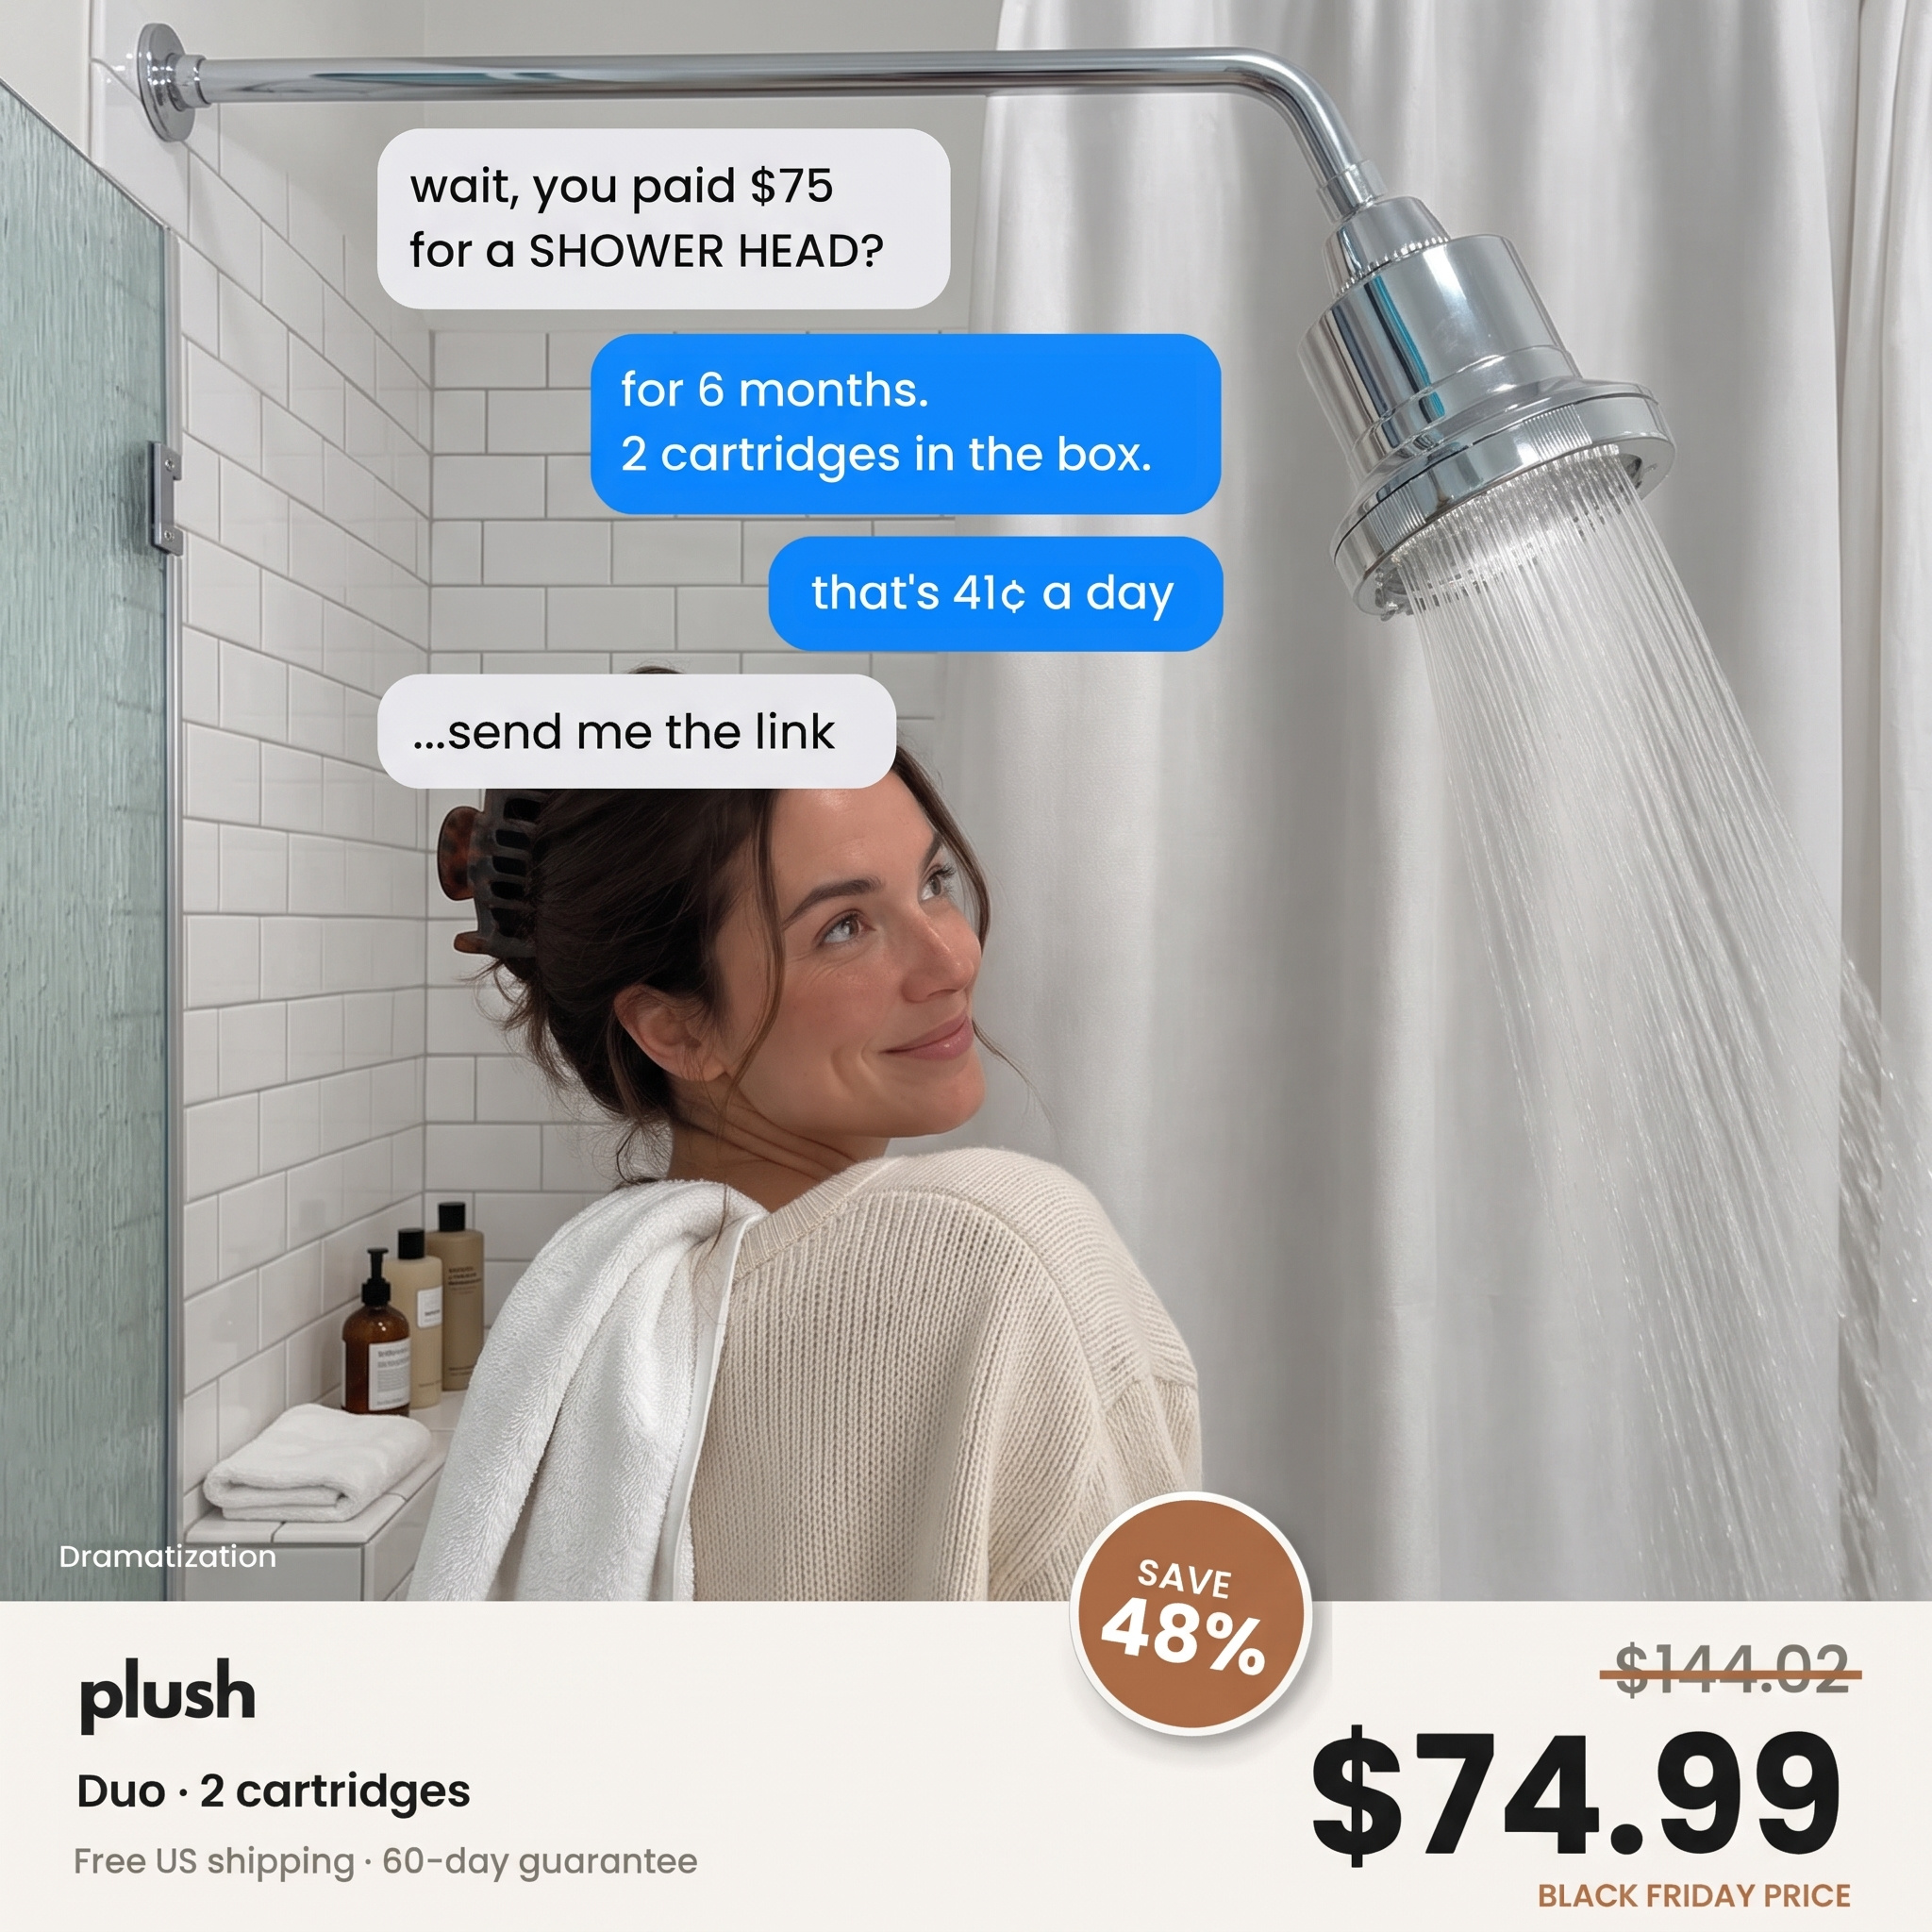 wait, you paid $75
for a SHOWER HEAD?
for 6 months.
2 cartridges in the box.
that's 41¢ a day
...send me the link
Dramatization
SAVE
48%
plush
Duo · 2 cartridges
Free US shipping · 60-day guarantee
$144.02
$74.99
BLACK FRIDAY PRICE